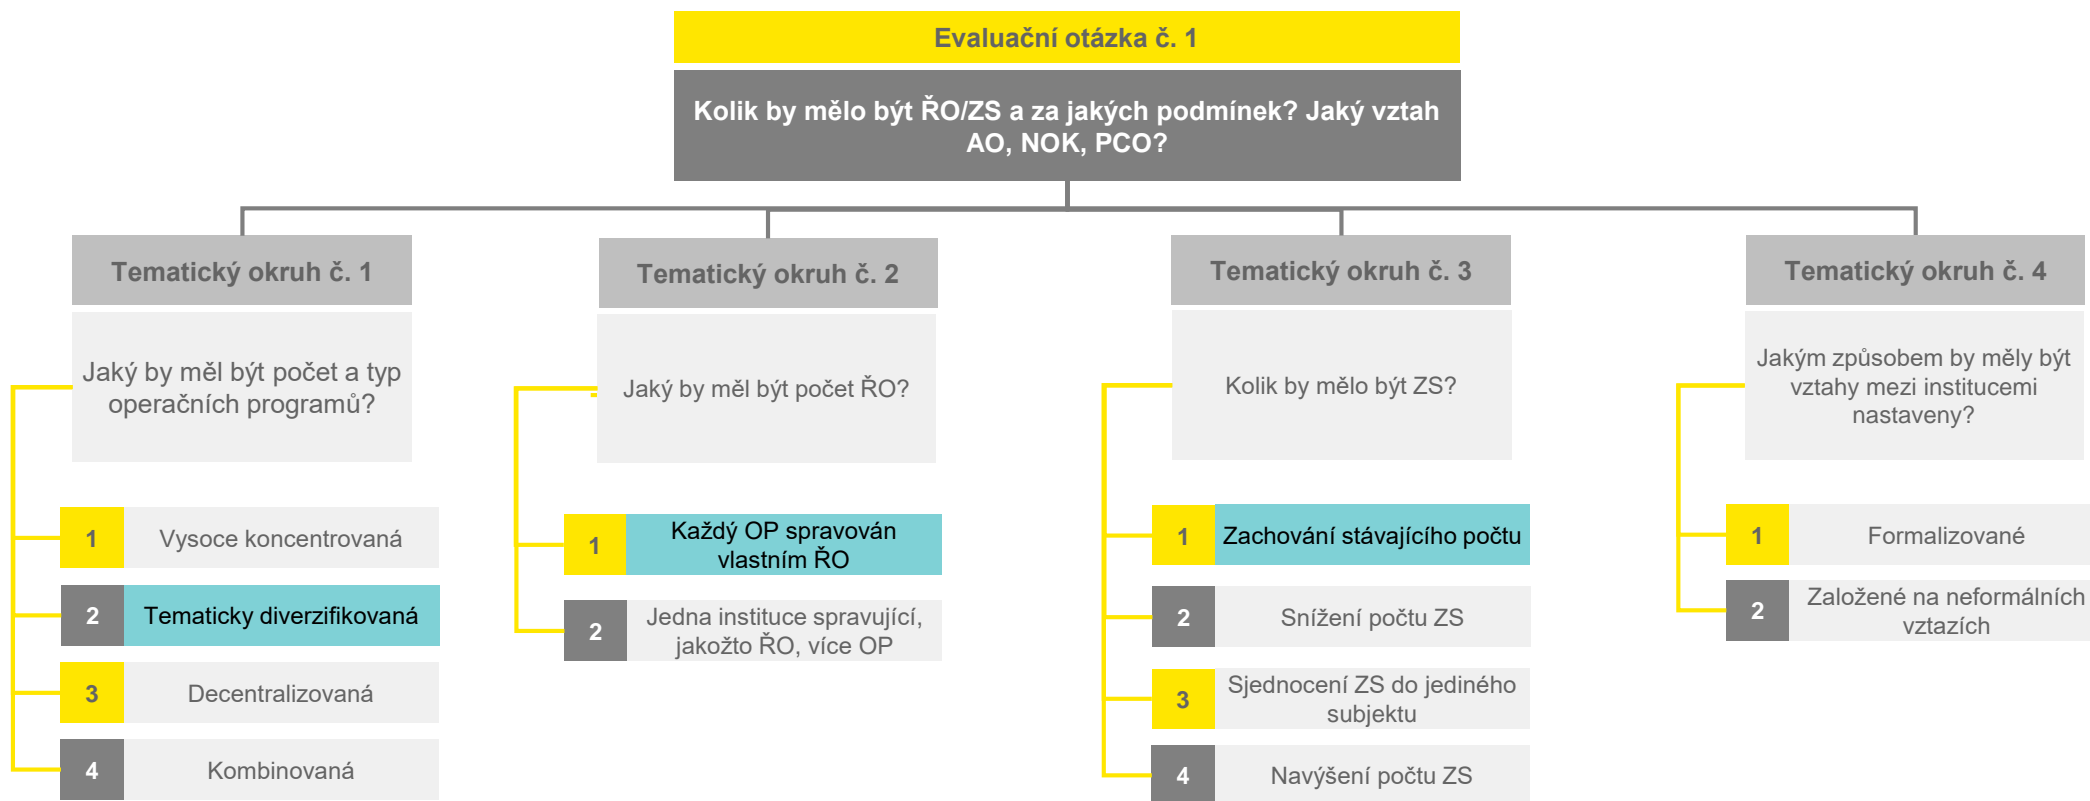 Evaluační otázka č. 1
Kolik by mělo být ŘO/ZS a za jakých podmínek? Jaký vztah
AO, NOK, PCO?
Tematický okruh č. 1
Jaký by měl být počet a typ
operačních programů?
1
Vysoce koncentrovaná
2
Tematicky diverzifikovaná
3
Decentralizovaná
4
Kombinovaná
Tematický okruh č. 2
Jaký by měl být počet ŘO?
1
Každý OP spravován
vlastním ŘO
2
Jedna instituce spravující,
jakožto ŘO, více OP
Tematický okruh č. 3
Kolik by mělo být ZS?
1
Zachování stávajícího počtu
2
Snížení počtu ZS
3
Sjednocení ZS do jediného
subjektu
4
Navýšení počtu ZS
Tematický okruh č. 4
Jakým způsobem by měly být
vztahy mezi institucemi
nastaveny?
1
Formalizované
2
Založené na neformálních
vztazích